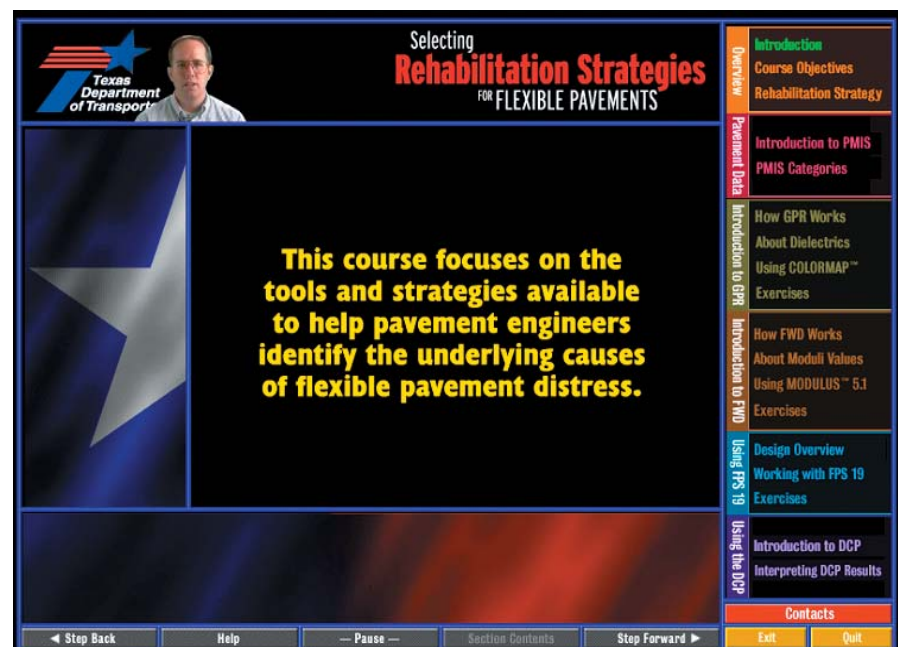 Texas
Department
of Transporta
Selecting
Rehabilitation Strategies
FOR FLEXIBLE PAVEMENTS
This course focuses on the
tools and strategies available
to help pavement engineers
identify the underlying causes
of flexible pavement distress.
Overview
Introduction
Course Objectives
Rehabilitation Strategy
Pavement Data
Introduction to PMIS
PMIS Categories
Introduction to GPR
How GPR Works
About Dielectrics
Using COLORMAP™
Exercises
Introduction to FWD
How FWD Works
About Moduli Values
Using MODULUS™ 5.1
Exercises
Using FPS 19
Design Overview
Working with FPS 19
Exercises
Using the DCP
Introduction to DCP
Interpreting DCP Results
Contacts
◄ Step Back Help — Pause — Section Contents Step Forward ► Exit Quit